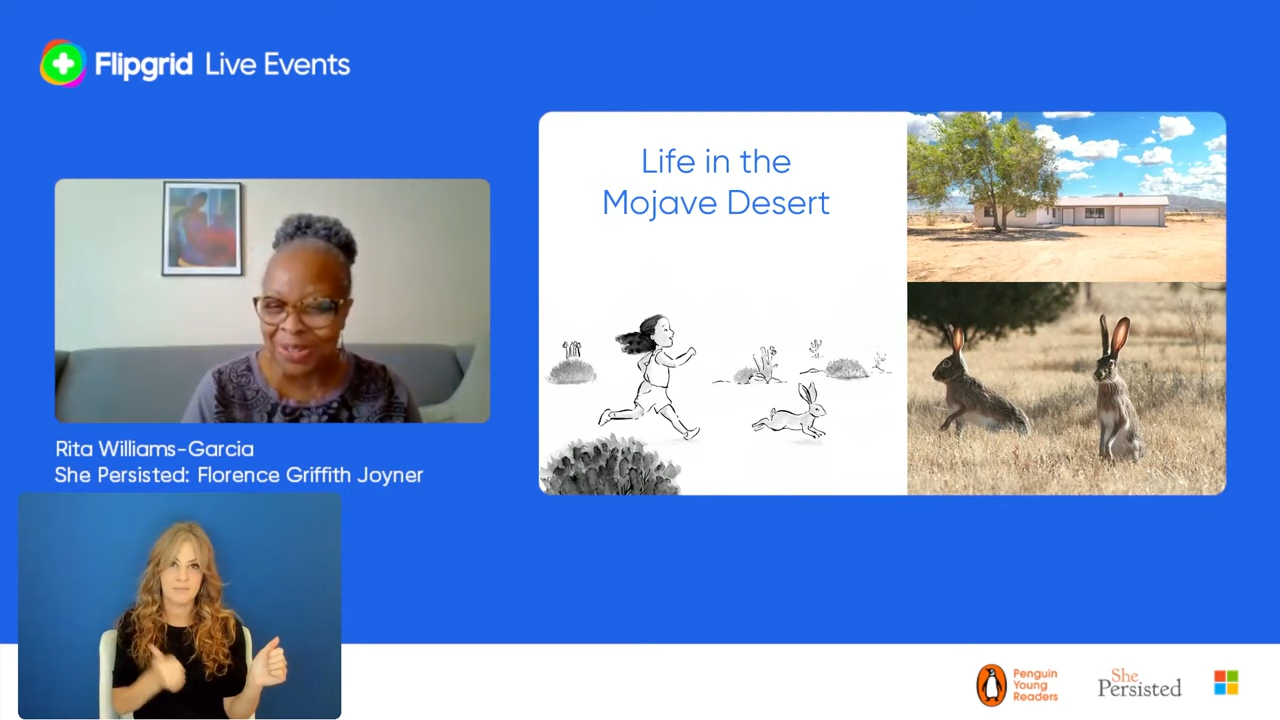 Flipgrid Live Events
Life in the
Mojave Desert
Rita Williams-Garcia
She Persisted: Florence Griffith Joyner
Penguin
Young
Readers
She
Persisted